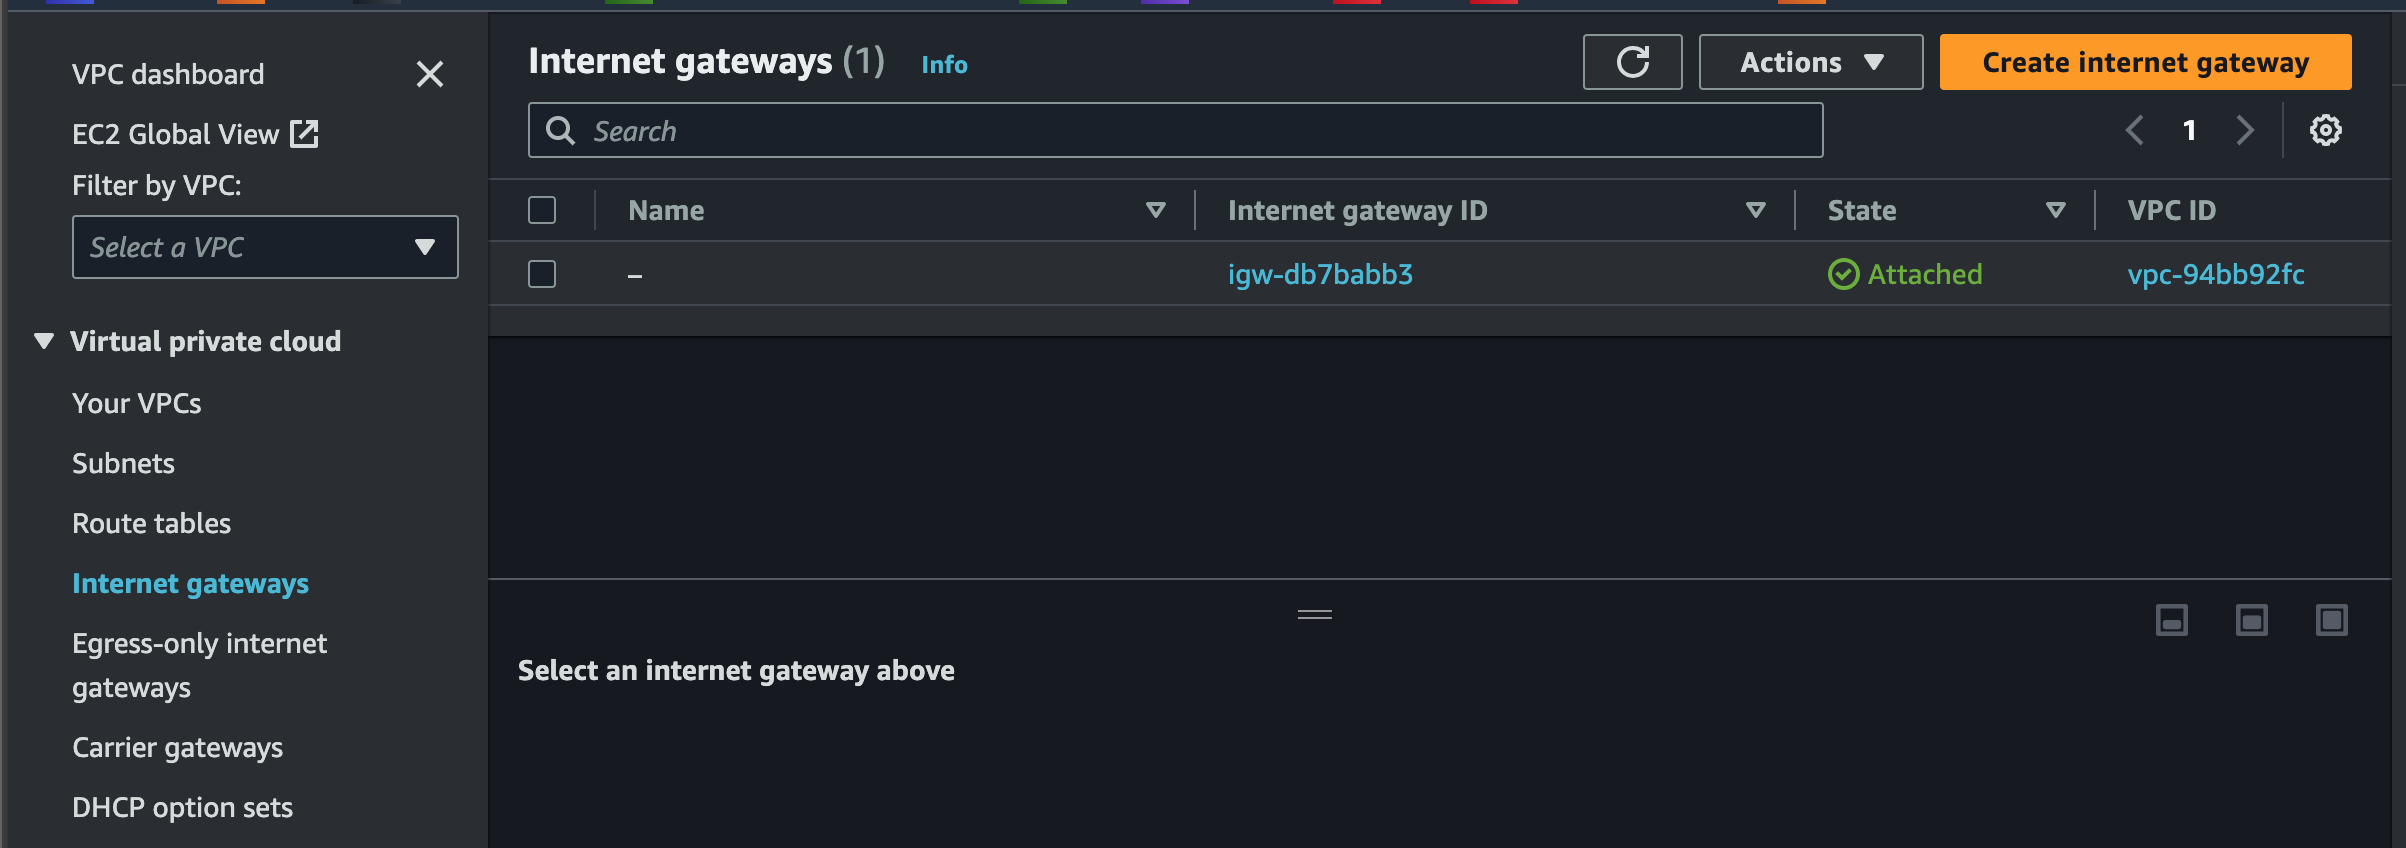 VPC dashboard
EC2 Global View
Filter by VPC:
Select a VPC
Virtual private cloud
Your VPCs
Subnets
Route tables
Internet gateways
Egress-only internet
gateways
Carrier gateways
DHCP option sets
Internet gateways (1) Info
Actions
Create internet gateway
Search
1
Name Internet gateway ID State VPC ID
– igw-db7babb3 Attached vpc-94bb92fc
Select an internet gateway above